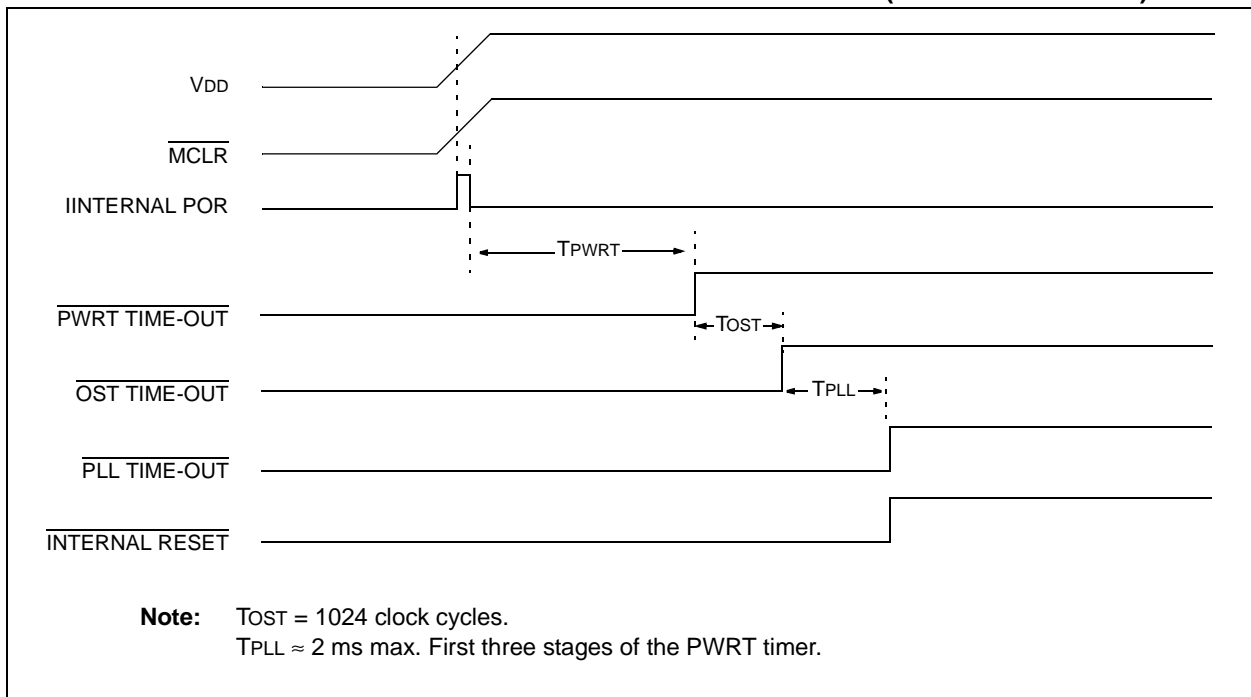 VDD
MCLR
IINTERNAL POR
TPWRT
PWRT TIME-OUT
TOST
OST TIME-OUT
TPLL
PLL TIME-OUT
INTERNAL RESET
Note: TOST = 1024 clock cycles.
TPLL ≈ 2 ms max. First three stages of the PWRT timer.